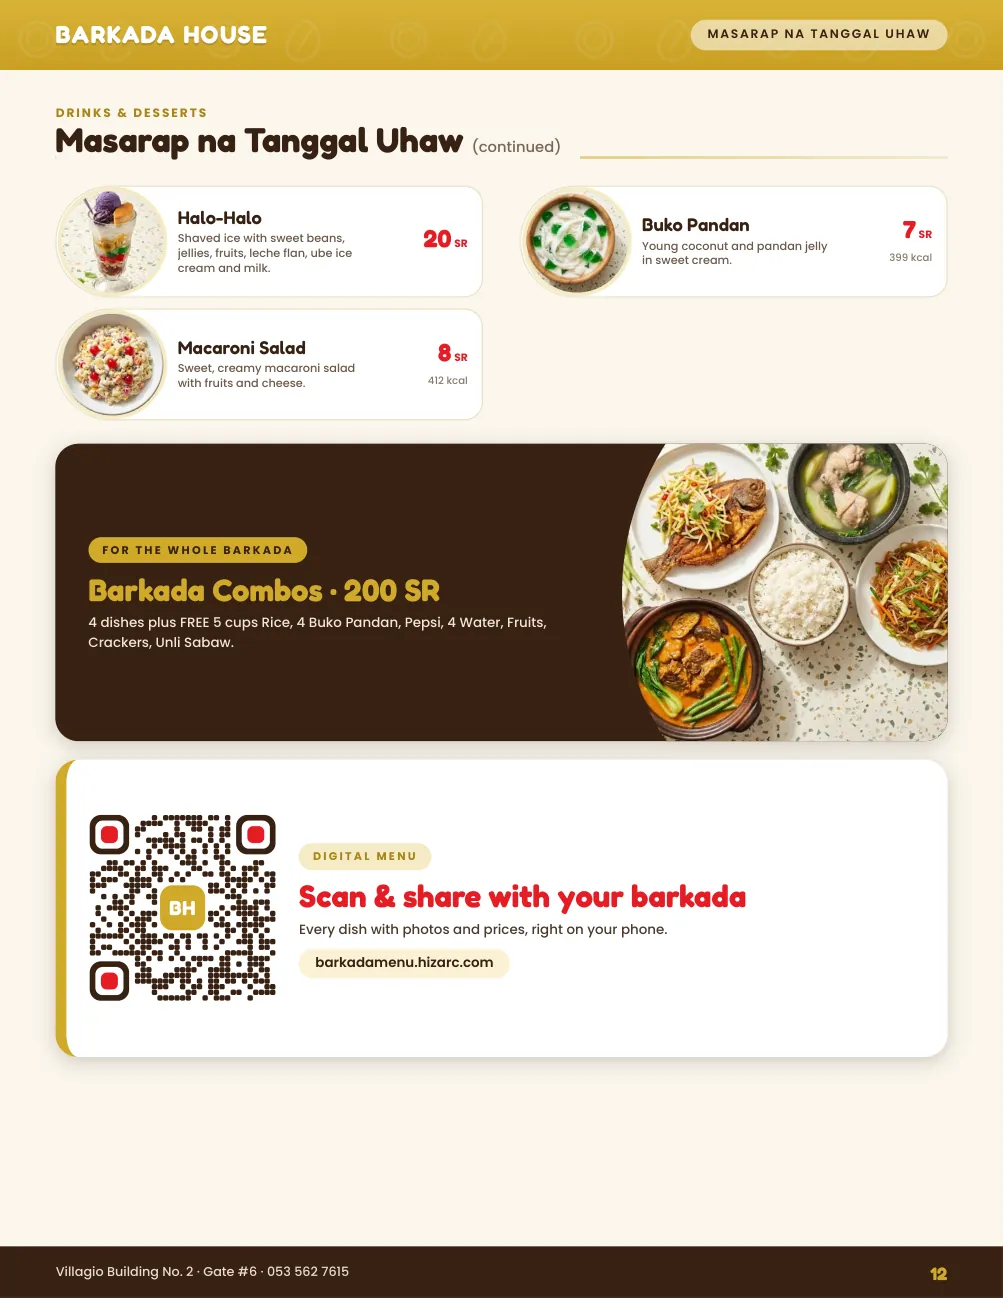 BARKADA HOUSE
MASARAP NA TANGGAL UHAW
DRINKS & DESSERTS
Masarap na Tanggal Uhaw (continued)
Halo-Halo
Shaved ice with sweet beans,
jellies, fruits, leche flan, ube ice
cream and milk.
20 SR
Buko Pandan
Young coconut and pandan jelly
in sweet cream.
7 SR
399 kcal
Macaroni Salad
Sweet, creamy macaroni salad
with fruits and cheese.
8 SR
412 kcal
FOR THE WHOLE BARKADA
Barkada Combos · 200 SR
4 dishes plus FREE 5 cups Rice, 4 Buko Pandan, Pepsi, 4 Water, Fruits,
Crackers, Unli Sabaw.
BH
DIGITAL MENU
Scan & share with your barkada
Every dish with photos and prices, right on your phone.
barkadamenu.hizarc.com
Villagio Building No. 2 · Gate #6 · 053 562 7615
12